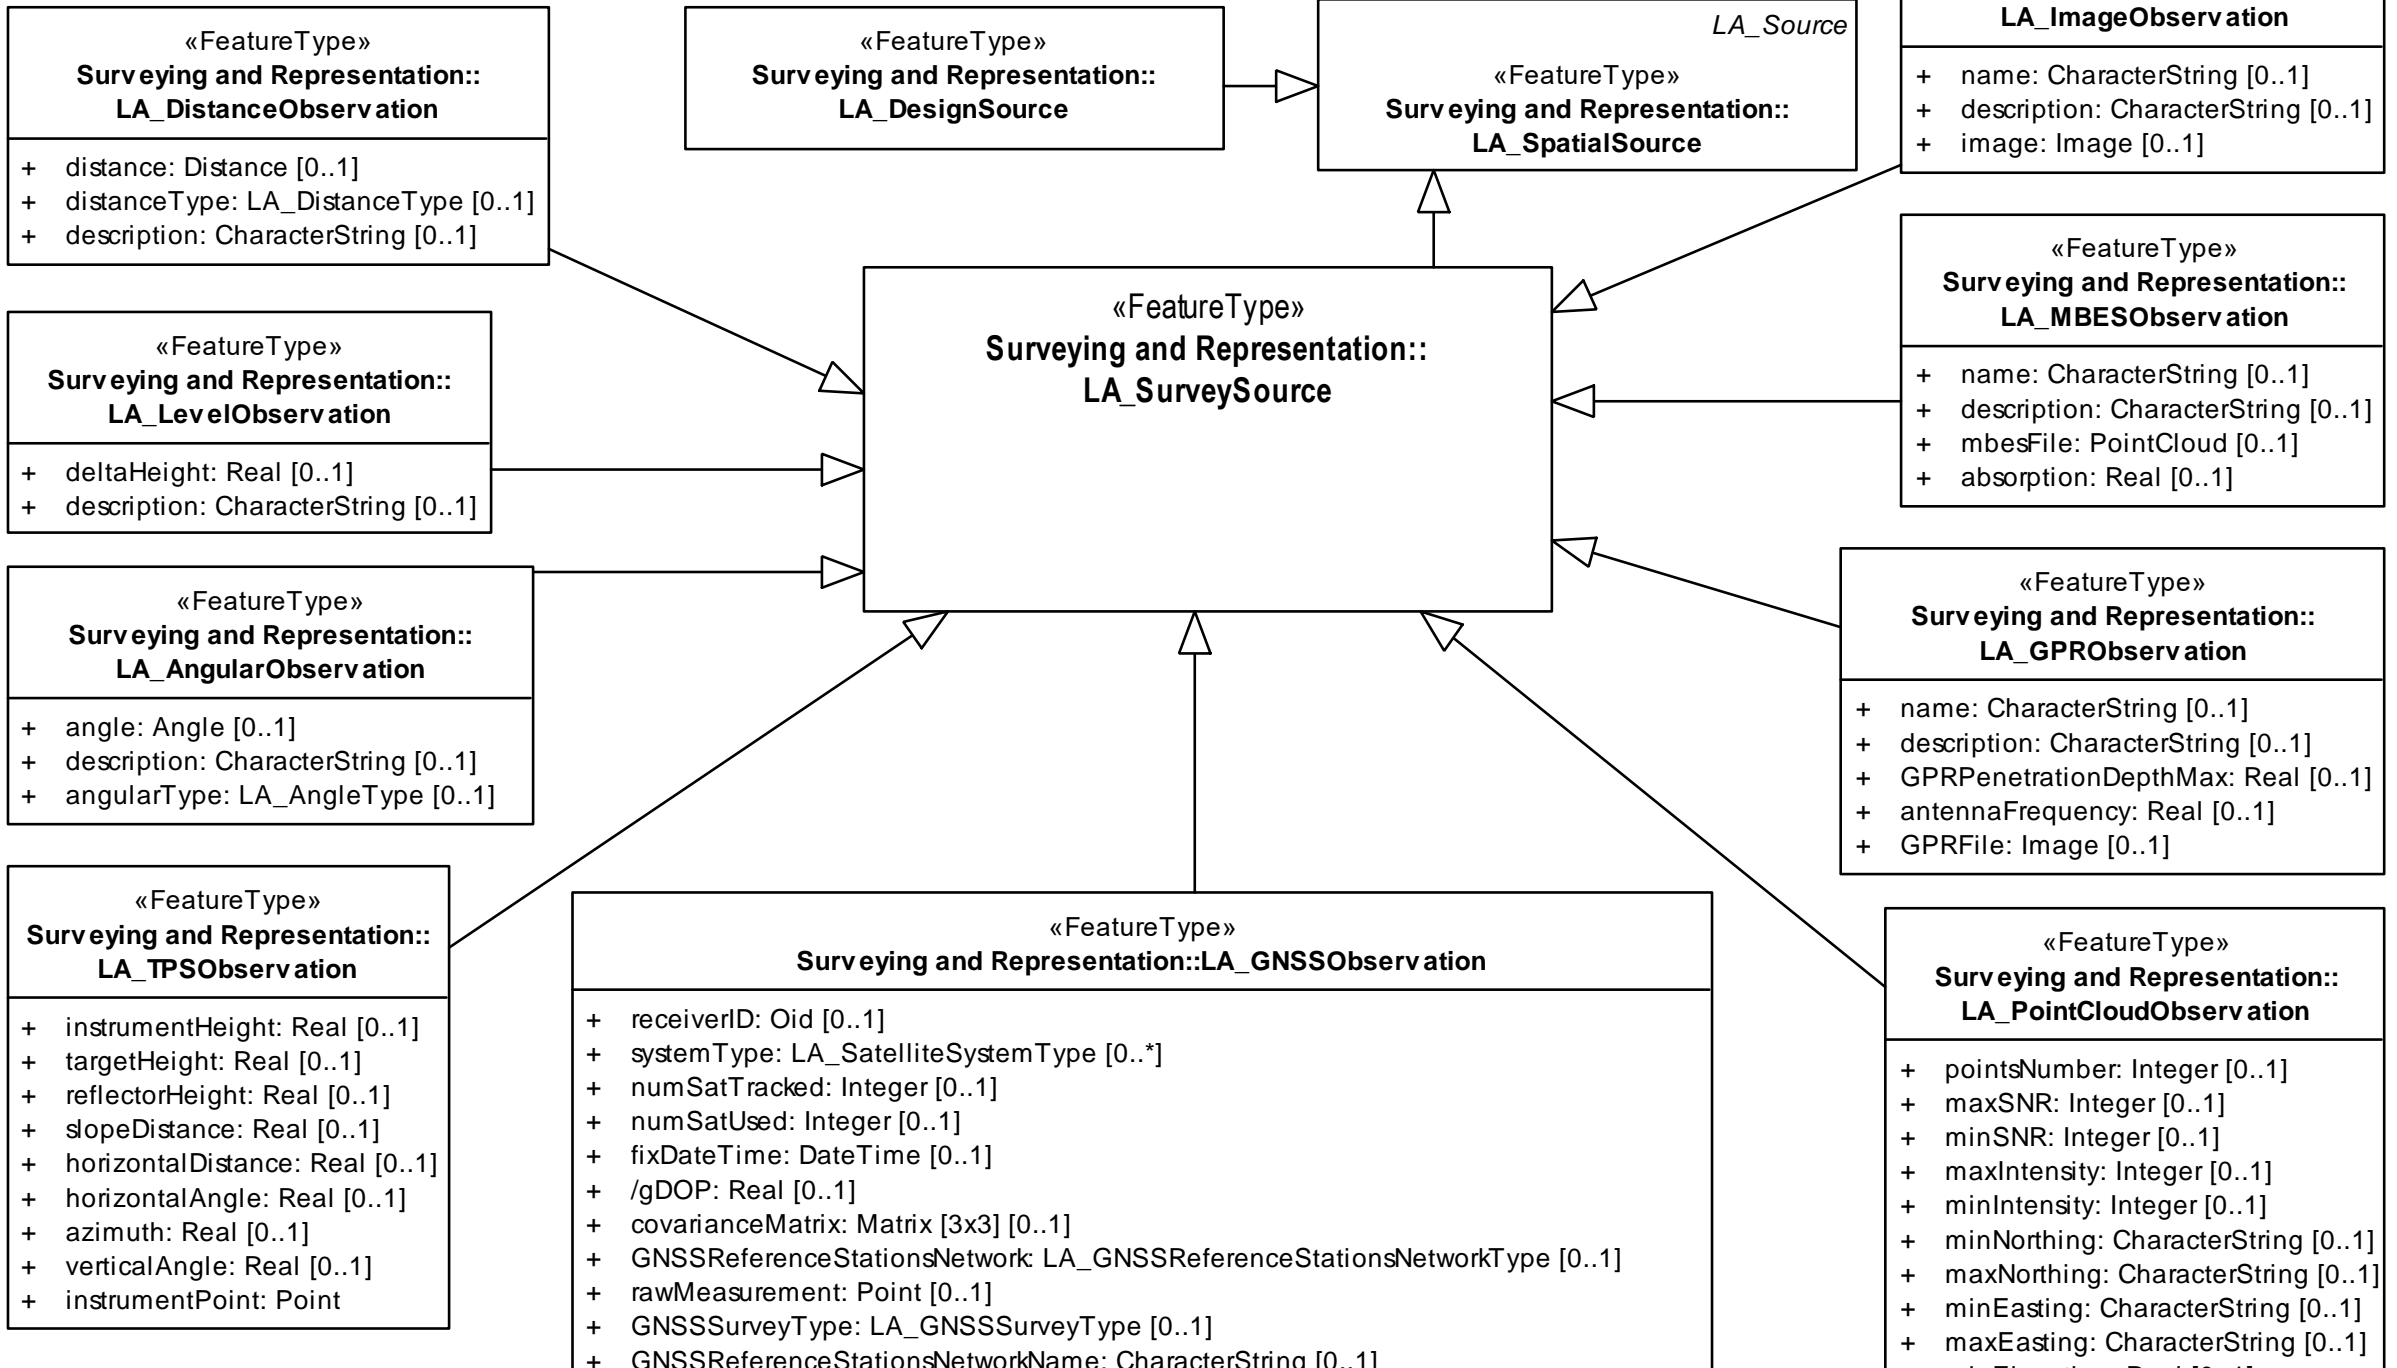 «FeatureType»
Surveying and Representation::
LA_DistanceObservation
+ distance: Distance [0..1]
+ distanceType: LA_DistanceType [0..1]
+ description: CharacterString [0..1]
«FeatureType»
Surveying and Representation::
LA_DesignSource
LA_Source
«FeatureType»
Surveying and Representation::
LA_SpatialSource
LA_ImageObservation
+ name: CharacterString [0..1]
+ description: CharacterString [0..1]
+ image: Image [0..1]
«FeatureType»
Surveying and Representation::
LA_LevelObservation
+ deltaHeight: Real [0..1]
+ description: CharacterString [0..1]
«FeatureType»
Surveying and Representation::
LA_SurveySource
«FeatureType»
Surveying and Representation::
LA_MBESObservation
+ name: CharacterString [0..1]
+ description: CharacterString [0..1]
+ mbesFile: PointCloud [0..1]
+ absorption: Real [0..1]
«FeatureType»
Surveying and Representation::
LA_AngularObservation
+ angle: Angle [0..1]
+ description: CharacterString [0..1]
+ angularType: LA_AngleType [0..1]
«FeatureType»
Surveying and Representation::
LA_GPRObservation
+ name: CharacterString [0..1]
+ description: CharacterString [0..1]
+ GPRPenetrationDepthMax: Real [0..1]
+ antennaFrequency: Real [0..1]
+ GPRFile: Image [0..1]
«FeatureType»
Surveying and Representation::
LA_TPSObservation
+ instrumentHeight: Real [0..1]
+ targetHeight: Real [0..1]
+ reflectorHeight: Real [0..1]
+ slopeDistance: Real [0..1]
+ horizontalDistance: Real [0..1]
+ horizontalAngle: Real [0..1]
+ azimuth: Real [0..1]
+ verticalAngle: Real [0..1]
+ instrumentPoint: Point
«FeatureType»
Surveying and Representation::LA_GNSSObservation
+ receiverID: Oid [0..1]
+ systemType: LA_SatelliteSystemType [0..*]
+ numSatTracked: Integer [0..1]
+ numSatUsed: Integer [0..1]
+ fixDateTime: DateTime [0..1]
+ /gDOP: Real [0..1]
+ covarianceMatrix: Matrix [3x3] [0..1]
+ GNSSReferenceStationsNetwork: LA_GNSSReferenceStationsNetworkType [0..1]
+ rawMeasurement: Point [0..1]
+ GNSSSurveyType: LA_GNSSSurveyType [0..1]
+ GNSSReferenceStationsNetworkName: CharacterString [0..1]
«FeatureType»
Surveying and Representation::
LA_PointCloudObservation
+ pointsNumber: Integer [0..1]
+ maxSNR: Integer [0..1]
+ minSNR: Integer [0..1]
+ maxIntensity: Integer [0..1]
+ minIntensity: Integer [0..1]
+ minNorthing: CharacterString [0..1]
+ maxNorthing: CharacterString [0..1]
+ minEasting: CharacterString [0..1]
+ maxEasting: CharacterString [0..1]